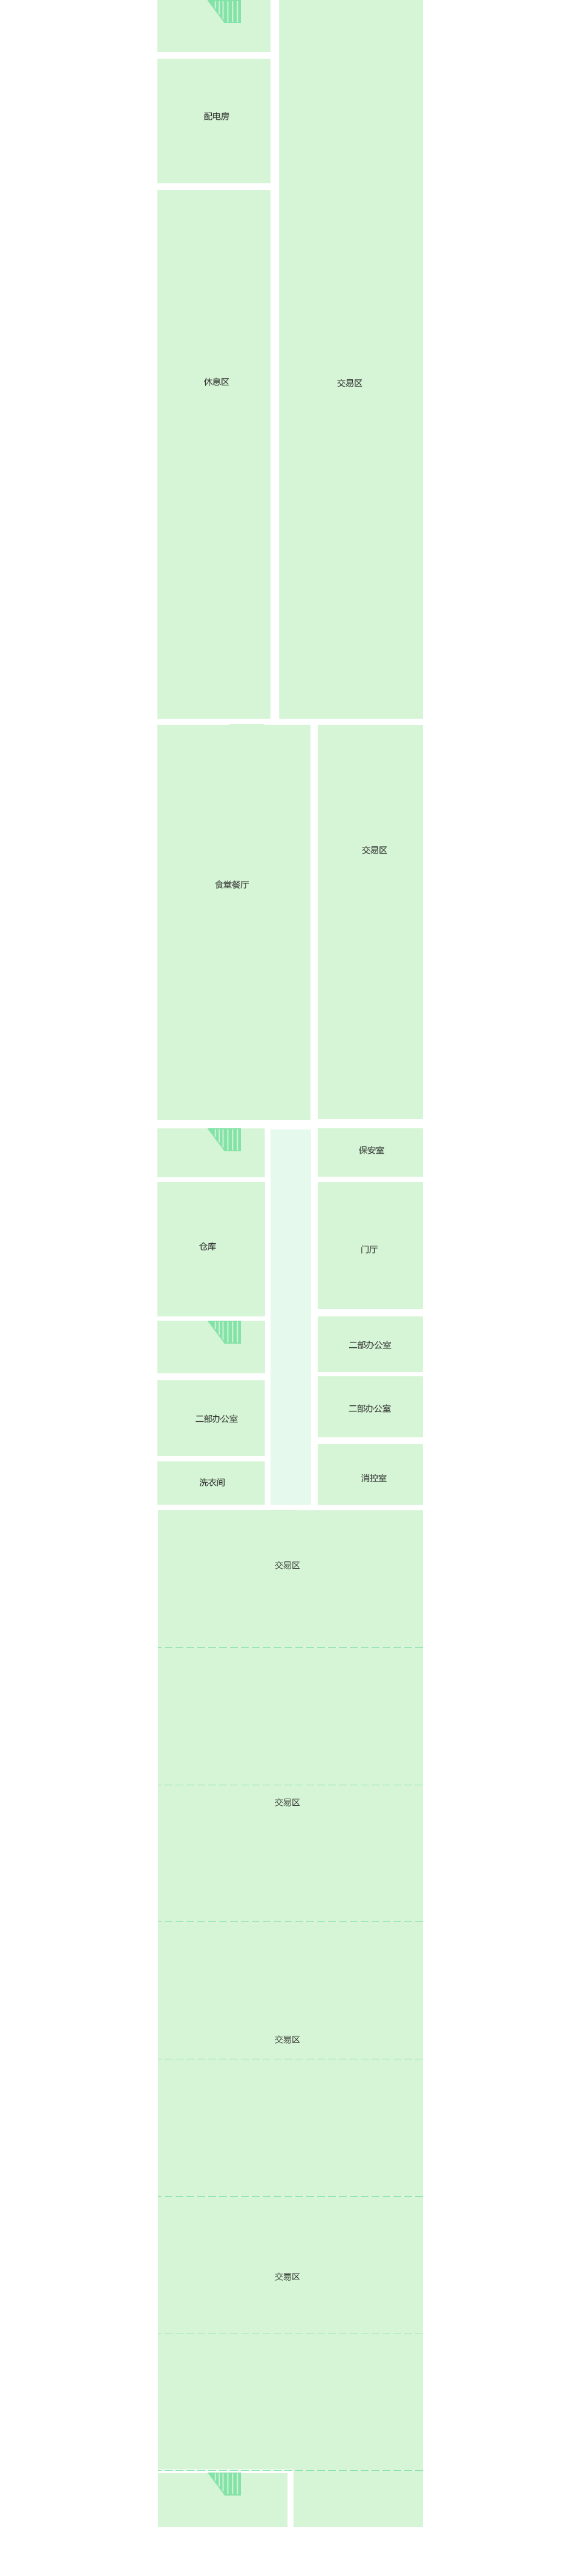 配电房
休息区
交易区
交易区
食堂餐厅
保安室
仓库
门厅
二部办公室
二部办公室
二部办公室
洗衣间
消控室
交易区
交易区
交易区
交易区